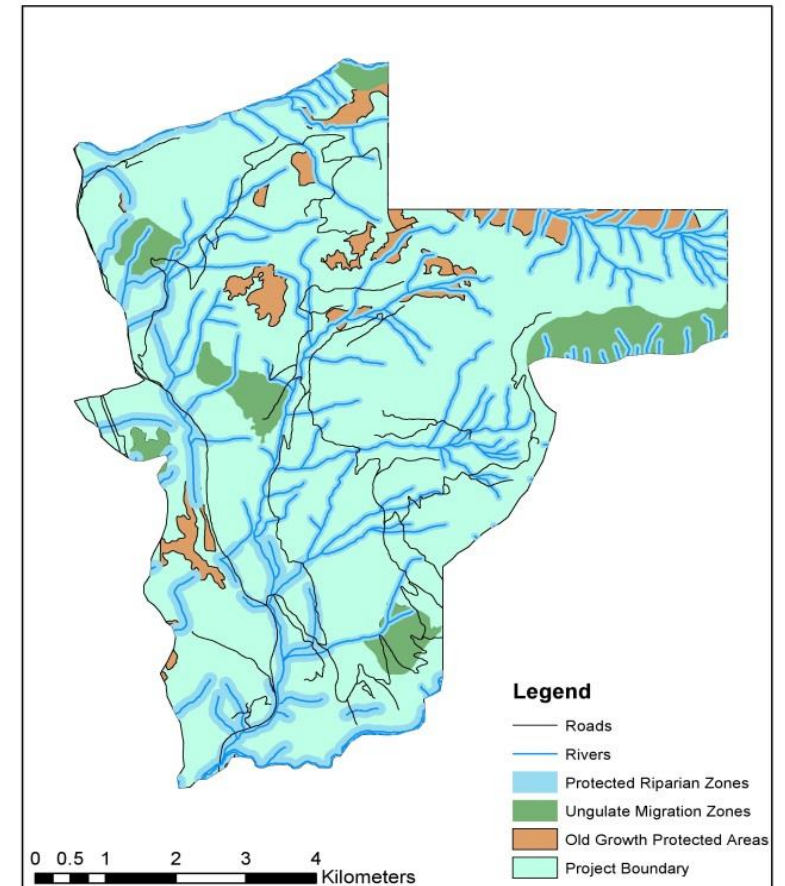 Legend
Roads
Rivers
Protected Riparian Zones
Ungulate Migration Zones
Old Growth Protected Areas
Project Boundary
0 0.5 1 2 3 4
Kilometers